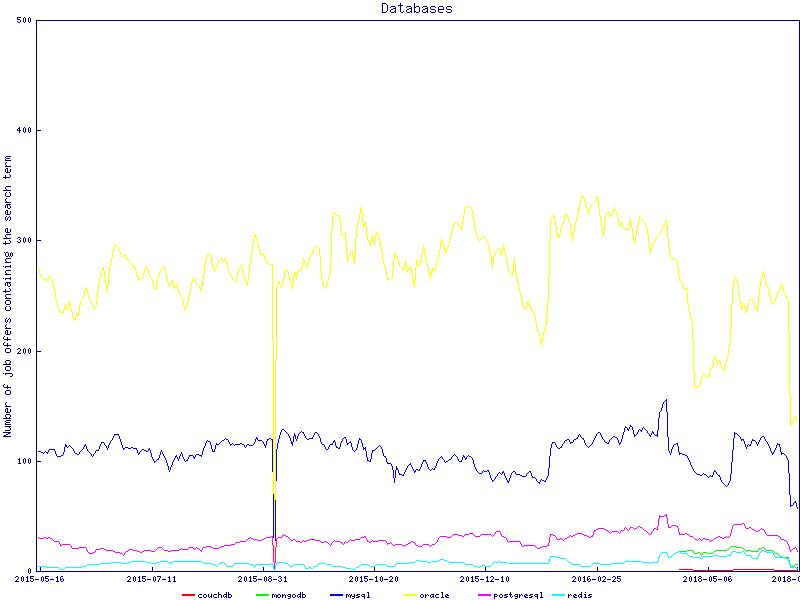 Databases
Number of job offers containing the search term
500
400
300
200
100
0
2015-05-16 2015-07-11 2015-08-31 2015-10-20 2015-12-10 2016-02-25 2018-05-06 2018-0
couchdb mongodb mysql oracle postgresql redis